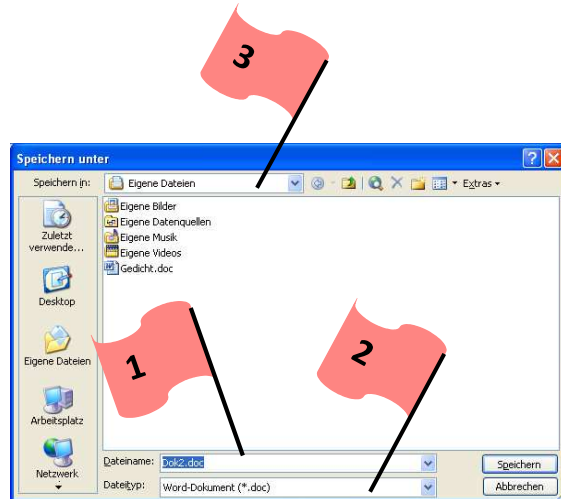 3
Speichern unter
Speichern in: Eigene Dateien Extras
Zuletzt
verwende...
Desktop
Eigene Dateien
Arbeitsplatz
Netzwerk
Eigene Bilder
Eigene Datenquellen
Eigene Musik
Eigene Videos
Gedicht.doc
1
2
Dateiname: Dok2.doc Speichern
Dateityp: Word-Dokument (*.doc) Abbrechen